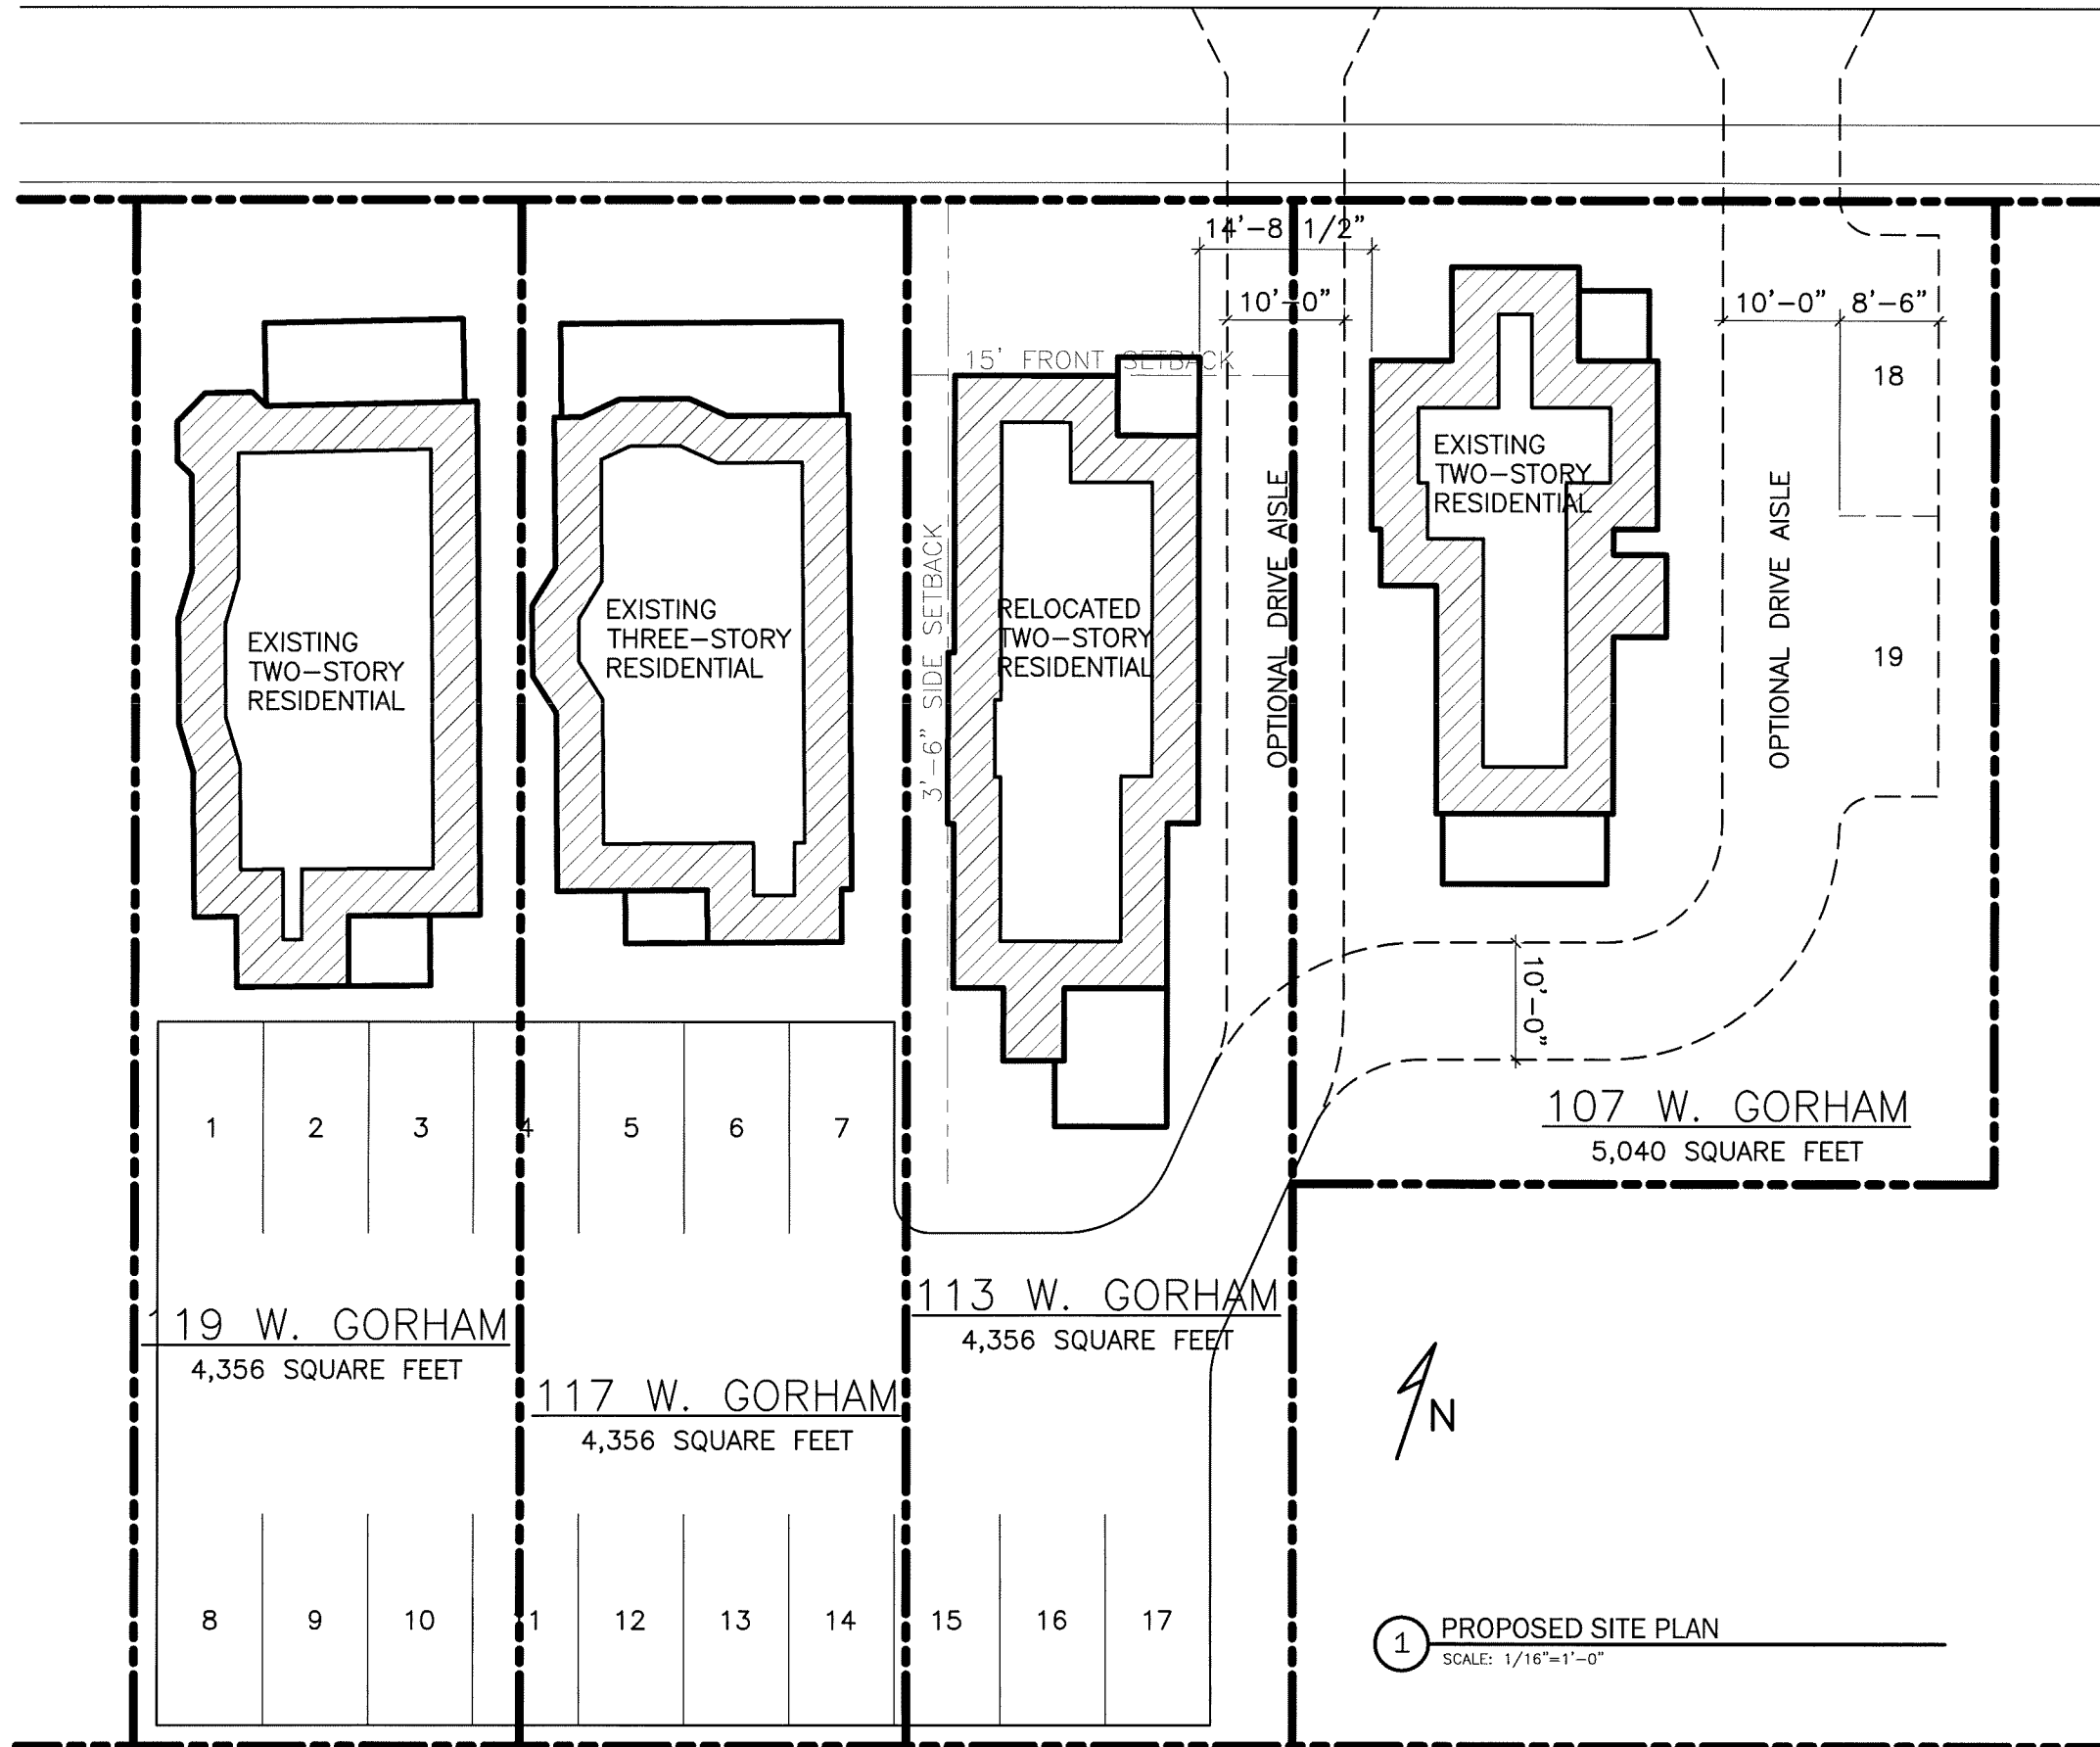 14'-8 1/2"
10'-0"
10'-0"
8'-6"
15' FRONT SETBACK
18
EXISTING
TWO-STORY
RESIDENTIAL
OPTIONAL DRIVE AISLE
OPTIONAL DRIVE AISLE
3'-6" SIDE SETBACK
EXISTING
TWO-STORY
RESIDENTIAL
EXISTING
THREE-STORY
RESIDENTIAL
RELOCATED
TWO-STORY
RESIDENTIAL
19
10'-0"
1 2 3 4 5 6 7
107 W. GORHAM
5,040 SQUARE FEET
119 W. GORHAM
4,356 SQUARE FEET
113 W. GORHAM
4,356 SQUARE FEET
117 W. GORHAM
4,356 SQUARE FEET
N
8 9 10 11 12 13 14 15 16 17
1 PROPOSED SITE PLAN
SCALE: 1/16"=1'-0"